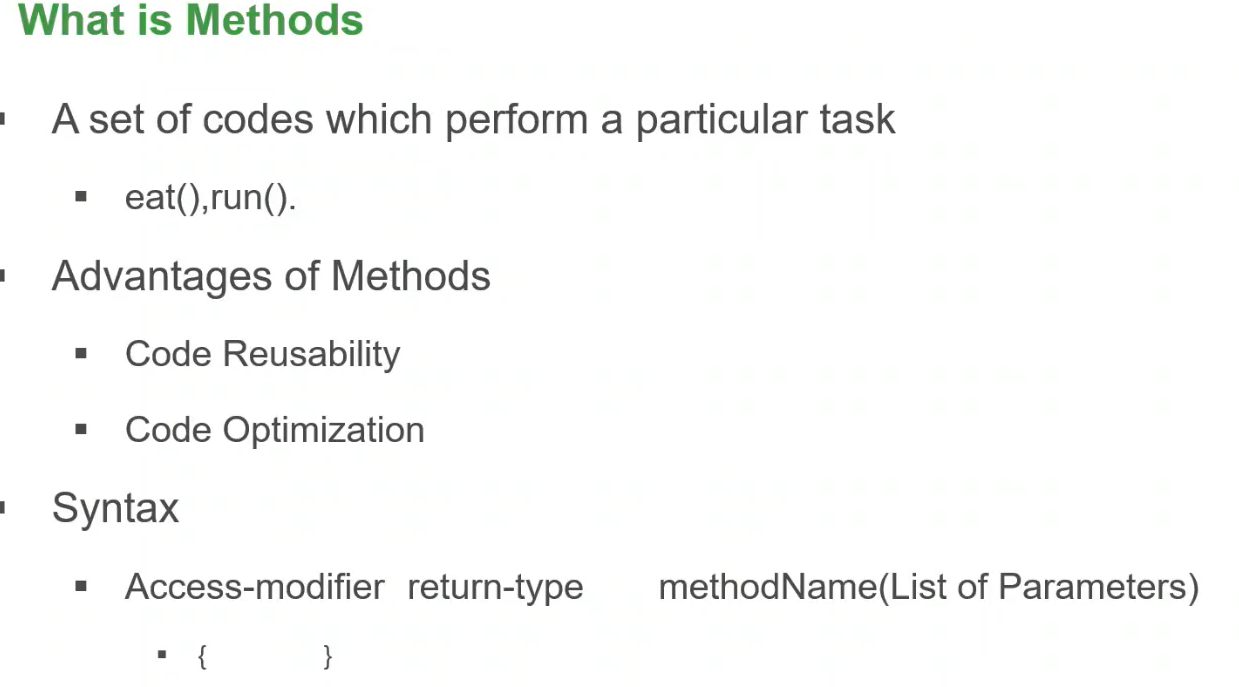 What is Methods
A set of codes which perform a particular task
eat(),run().
Advantages of Methods
Code Reusability
Code Optimization
Syntax
Access-modifier return-type methodName(List of Parameters)
{ }